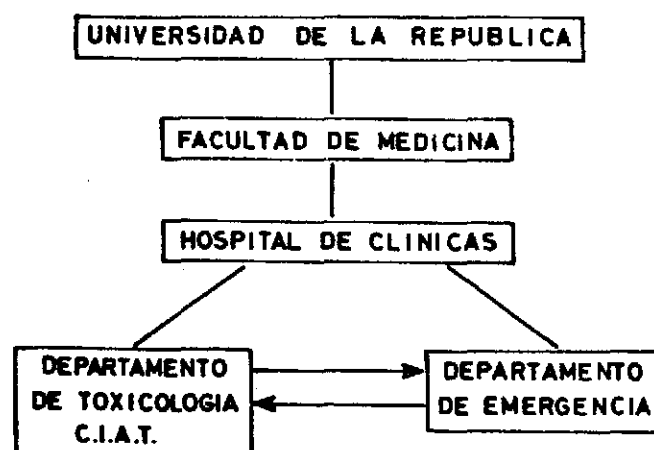 UNIVERSIDAD DE LA REPUBLICA
FACULTAD DE MEDICINA
HOSPITAL DE CLINICAS
DEPARTAMENTO
DE TOXICOLOGIA
C.I.A.T.
DEPARTAMENTO
DE EMERGENCIA